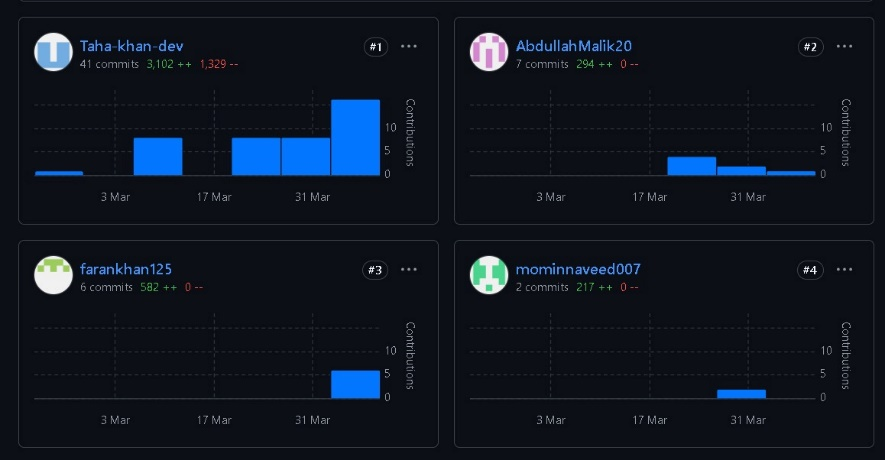 Taha-khan-dev #1 •••
41 commits 3,102 ++ 1,329 --
Contributions
10
5
0
3 Mar 17 Mar 31 Mar
AbdullahMalik20 #2 •••
7 commits 294 ++ 0 --
Contributions
10
5
0
3 Mar 17 Mar 31 Mar
farankhan125 #3 •••
6 commits 582 ++ 0 --
Contributions
10
5
0
3 Mar 17 Mar 31 Mar
mominnaveed007 #4 •••
2 commits 217 ++ 0 --
Contributions
10
5
0
3 Mar 17 Mar 31 Mar